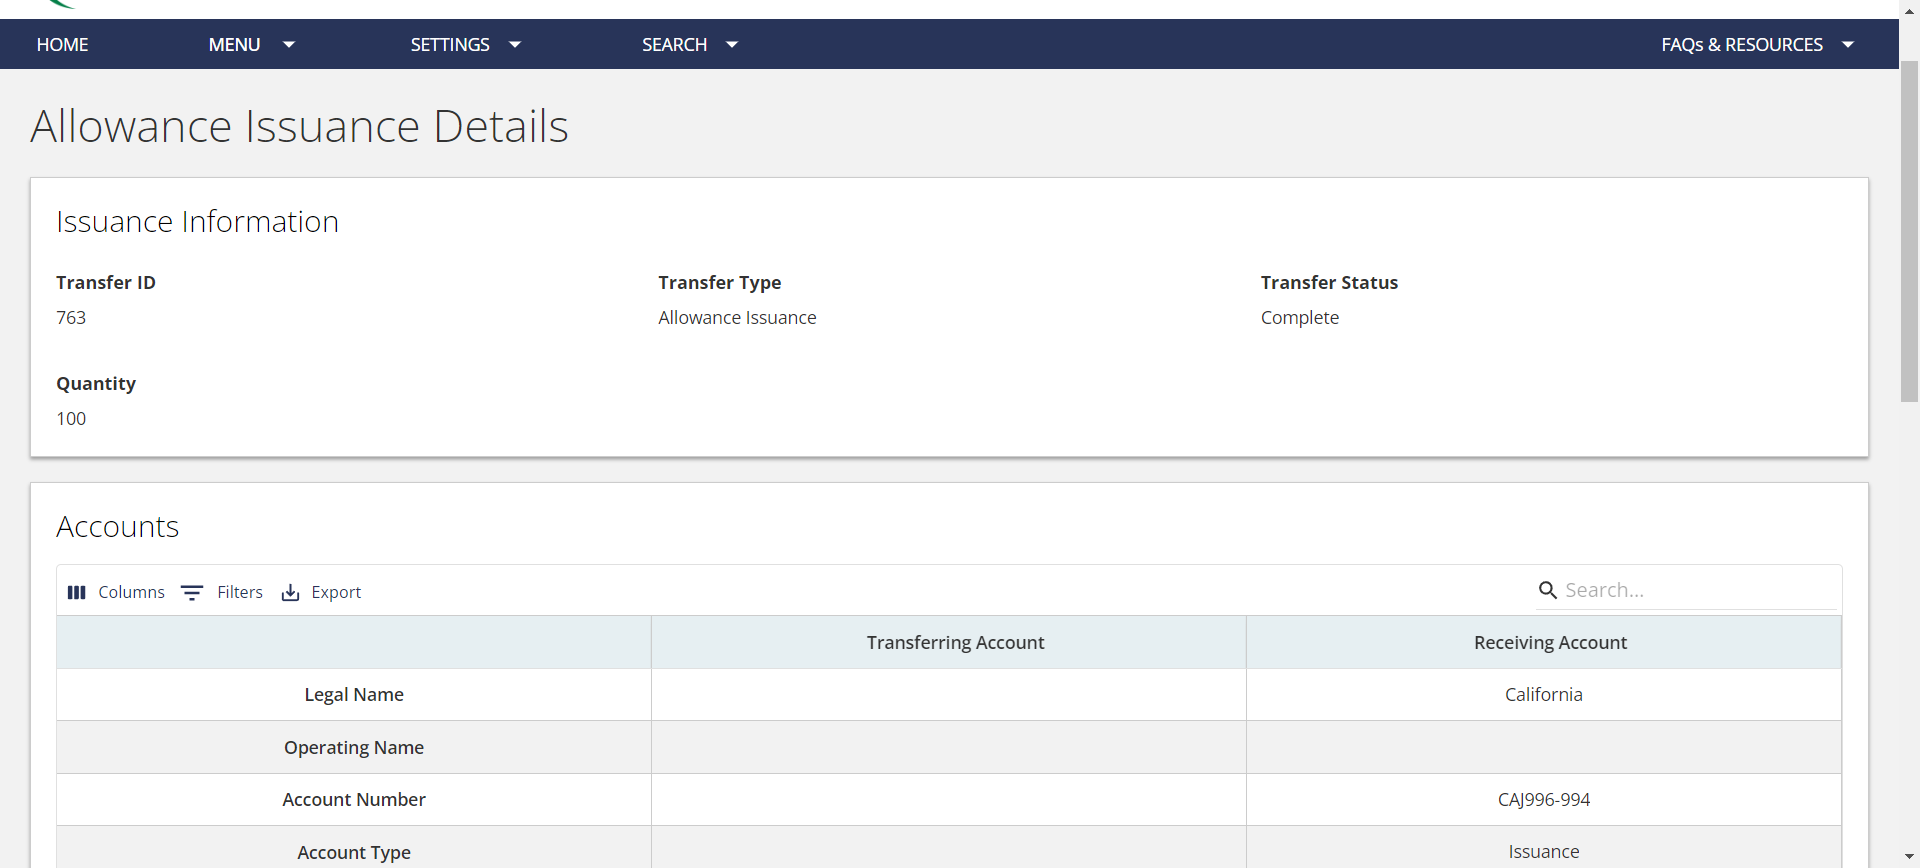 HOME MENU SETTINGS SEARCH FAQs & RESOURCES
Allowance Issuance Details
Issuance Information
Transfer ID Transfer Type Transfer Status
763 Allowance Issuance Complete
Quantity
100
Accounts
Columns Filters Export Search...
Transferring Account Receiving Account
Legal Name California
Operating Name
Account Number CAJ996-994
Account Type Issuance